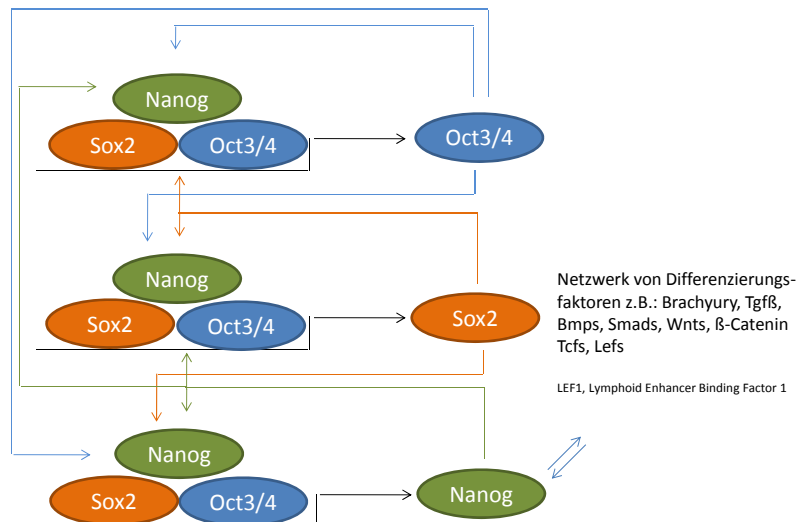 Nanog
Sox2 Oct3/4 Oct3/4
Nanog
Sox2 Oct3/4 Sox2
Netzwerk von Differenzierungs-
faktoren z.B.: Brachyury, Tgfß,
Bmps, Smads, Wnts, ß-Catenin
Tcfs, Lefs
LEF1, Lymphoid Enhancer Binding Factor 1
Nanog
Sox2 Oct3/4 Nanog